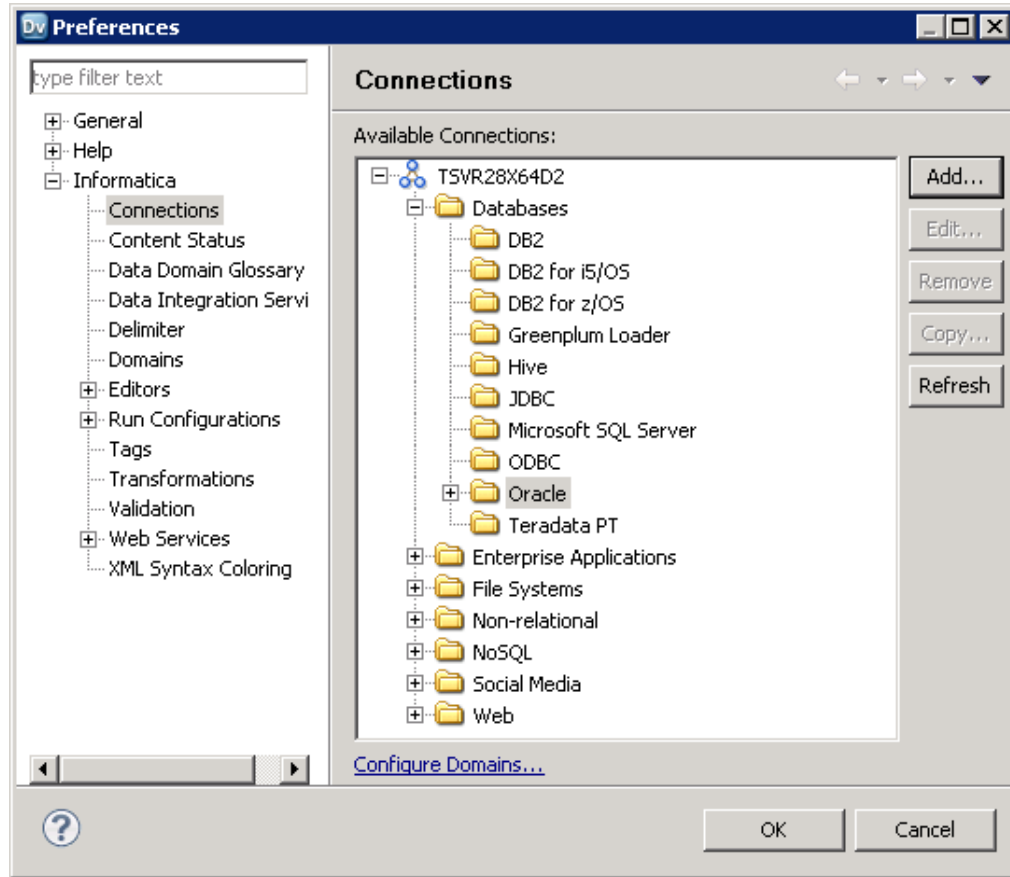 Dv Preferences
type filter text
General
Help
Informatica
Connections
Content Status
Data Domain Glossary
Data Integration Servi
Delimiter
Domains
Editors
Run Configurations
Tags
Transformations
Validation
Web Services
XML Syntax Coloring
Connections
Available Connections:
TSVR28X64D2
Databases
DB2
DB2 for i5/OS
DB2 for z/OS
Greenplum Loader
Hive
JDBC
Microsoft SQL Server
ODBC
Oracle
Teradata PT
Enterprise Applications
File Systems
Non-relational
NoSQL
Social Media
Web
Add...
Edit...
Remove
Copy...
Refresh
Configure Domains...
?
OK
Cancel